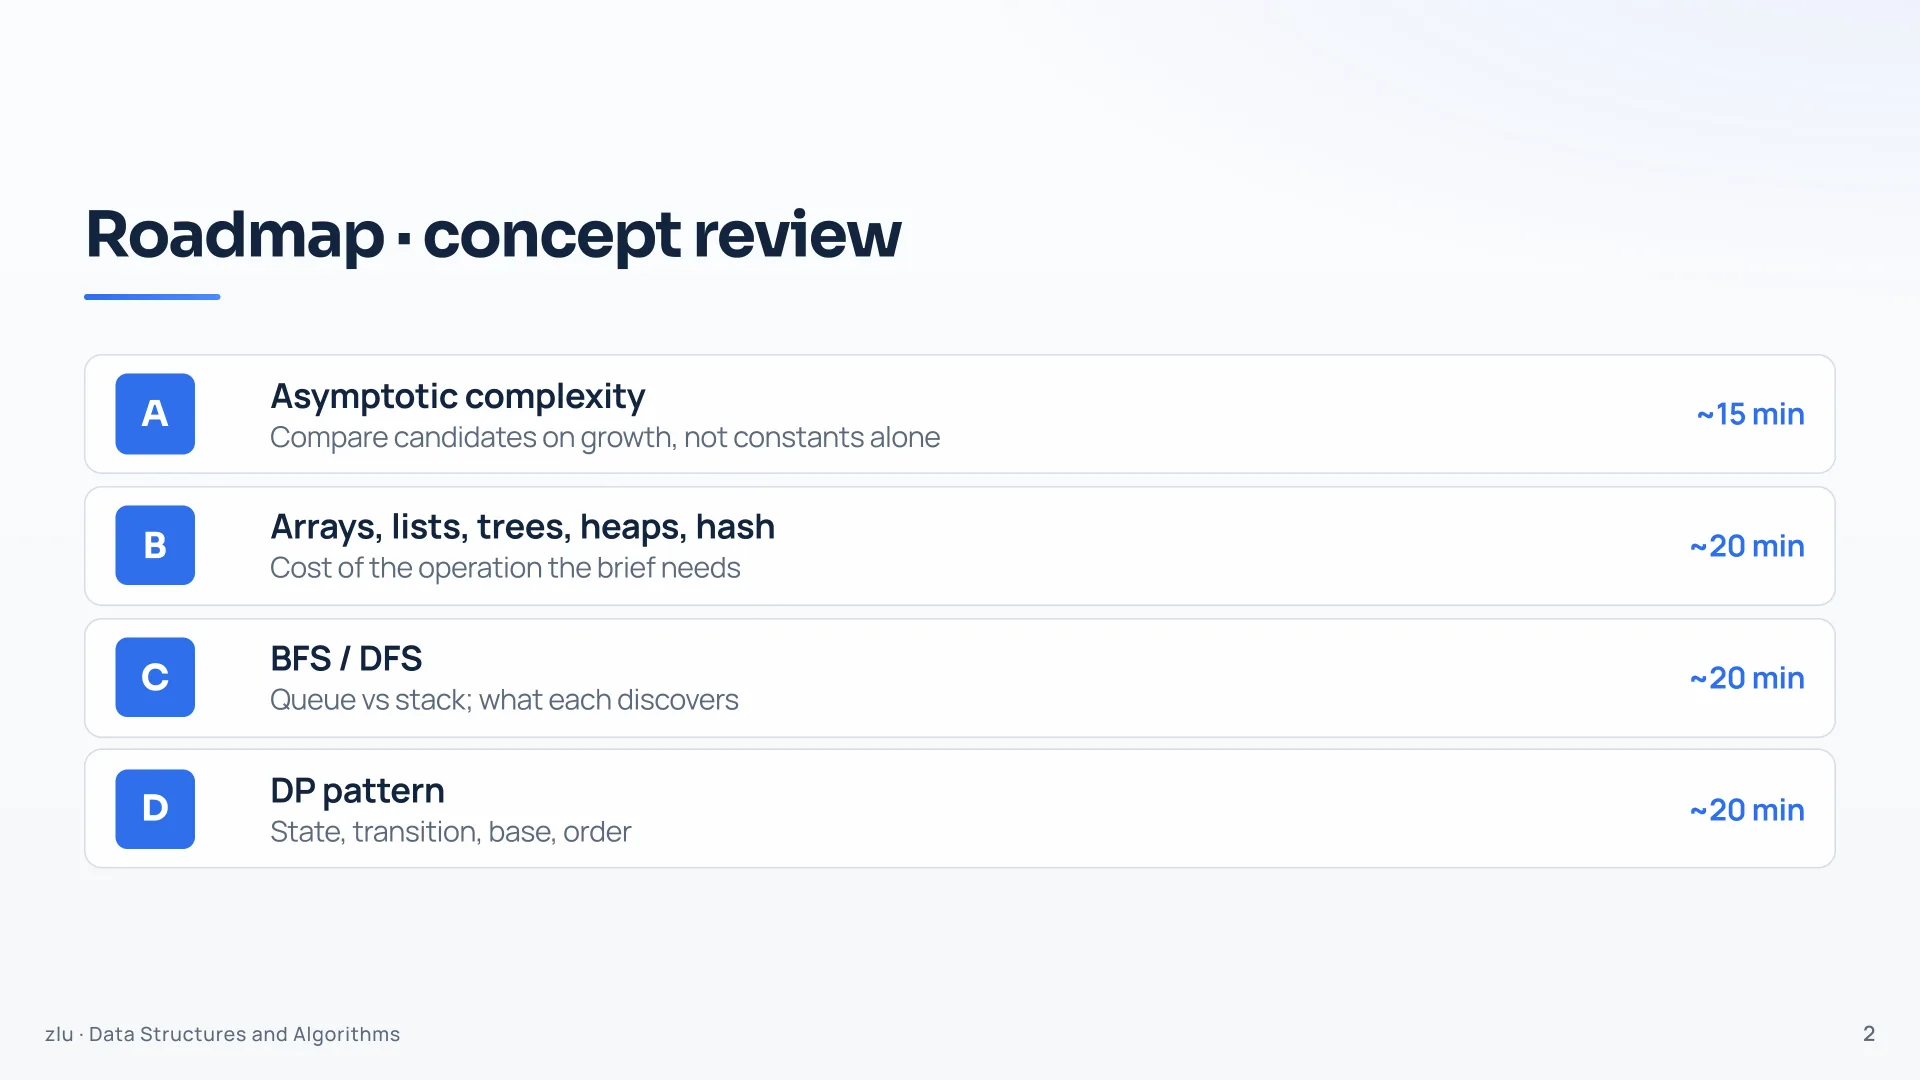 Roadmap · concept review
A
Asymptotic complexity
Compare candidates on growth, not constants alone
~15 min
B
Arrays, lists, trees, heaps, hash
Cost of the operation the brief needs
~20 min
C
BFS / DFS
Queue vs stack; what each discovers
~20 min
D
DP pattern
State, transition, base, order
~20 min
zlu · Data Structures and Algorithms
2